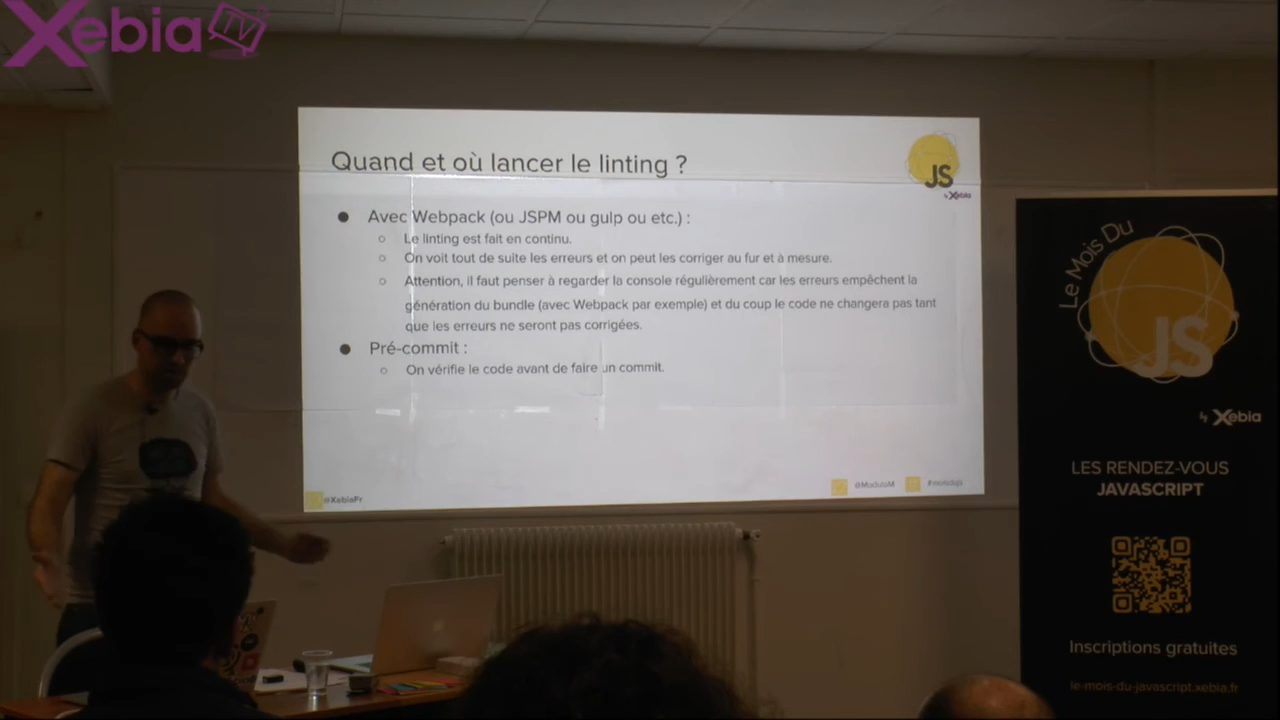 Xebia TV
Quand et où lancer le linting ?
JS
by Xebia
● Avec Webpack (ou JSPM ou gulp ou etc.) :
○ Le linting est fait en continu.
○ On voit tout de suite les erreurs et on peut les corriger au fur et à mesure.
○ Attention, il faut penser à regarder la console régulièrement car les erreurs empêchent la
génération du bundle (avec Webpack par exemple) et du coup le code ne changera pas tant
que les erreurs ne seront pas corrigées.
● Pré-commit :
○ On vérifie le code avant de faire un commit.
@XebiaFr
@ModuloM
Le Mois Du
JS
by Xebia
LES RENDEZ-VOUS
JAVASCRIPT
Inscriptions gratuites
le-mois-du-javascript.xebia.fr